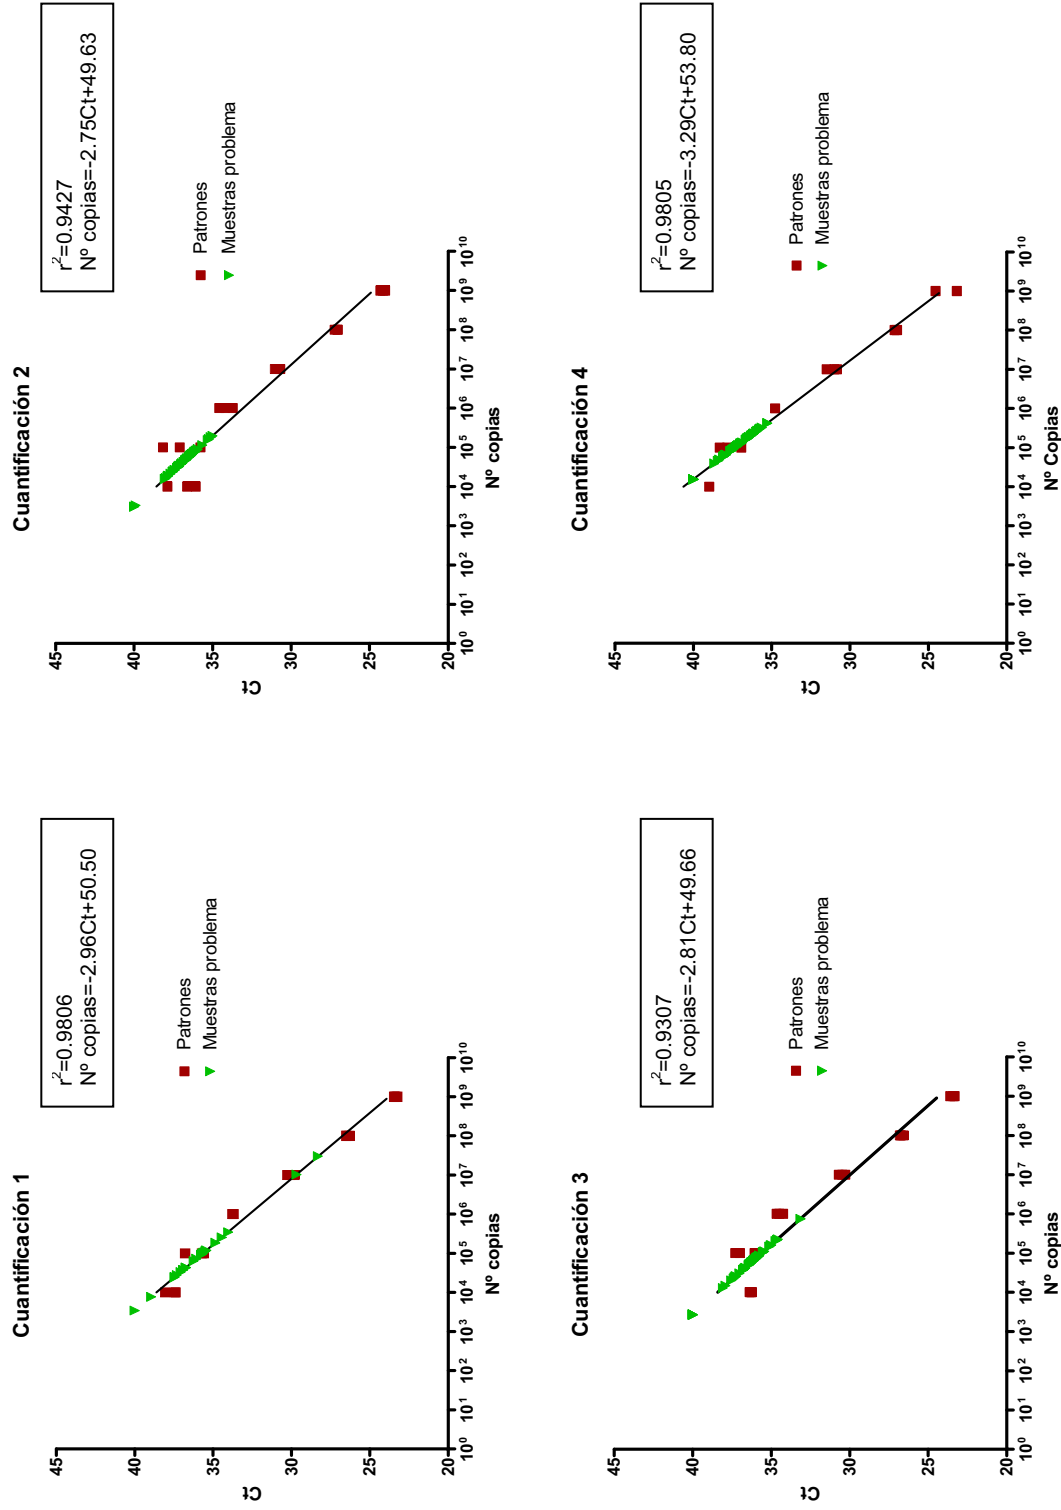 Cuantificación 1
r²=0.9806
Nº copias=-2.96Ct+50.50
Patrones
Muestras problema
45
40
35
30
25
20
Ct
10⁰ 10¹ 10² 10³ 10⁴ 10⁵ 10⁶ 10⁷ 10⁸ 10⁹ 10¹⁰
Nº copias
Cuantificación 2
r²=0.9427
Nº copias=-2.75Ct+49.63
Patrones
Muestras problema
45
40
35
30
25
20
Ct
10⁰ 10¹ 10² 10³ 10⁴ 10⁵ 10⁶ 10⁷ 10⁸ 10⁹ 10¹⁰
Nº copias
Cuantificación 3
r²=0.9307
Nº copias=-2.81Ct+49.66
Patrones
Muestras problema
45
40
35
30
25
20
Ct
10⁰ 10¹ 10² 10³ 10⁴ 10⁵ 10⁶ 10⁷ 10⁸ 10⁹ 10¹⁰
Nº copias
Cuantificación 4
r²=0.9805
Nº copias=-3.29Ct+53.80
Patrones
Muestras problema
45
40
35
30
25
20
Ct
10⁰ 10¹ 10² 10³ 10⁴ 10⁵ 10⁶ 10⁷ 10⁸ 10⁹ 10¹⁰
Nº Copias